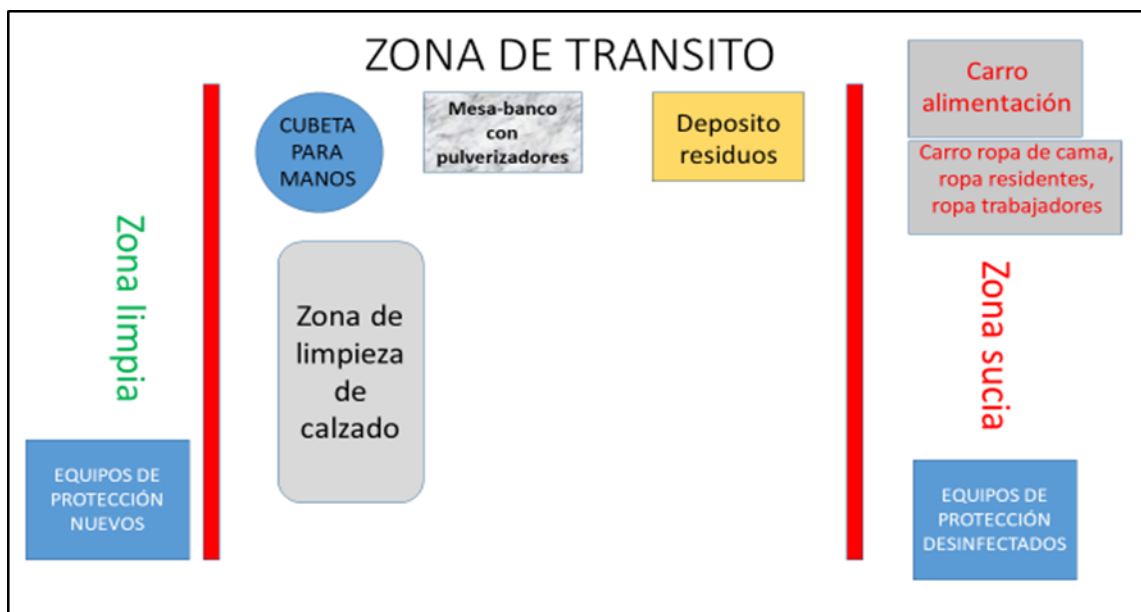 ZONA DE TRANSITO
Zona limpia
EQUIPOS DE
PROTECCIÓN
NUEVOS
CUBETA
PARA
MANOS
Mesa-banco
con
pulverizadores
Deposito
residuos
Zona de
limpieza
de
calzado
Carro
alimentación
Carro ropa de cama,
ropa residentes,
ropa trabajadores
Zona sucia
EQUIPOS DE
PROTECCIÓN
DESINFECTADOS